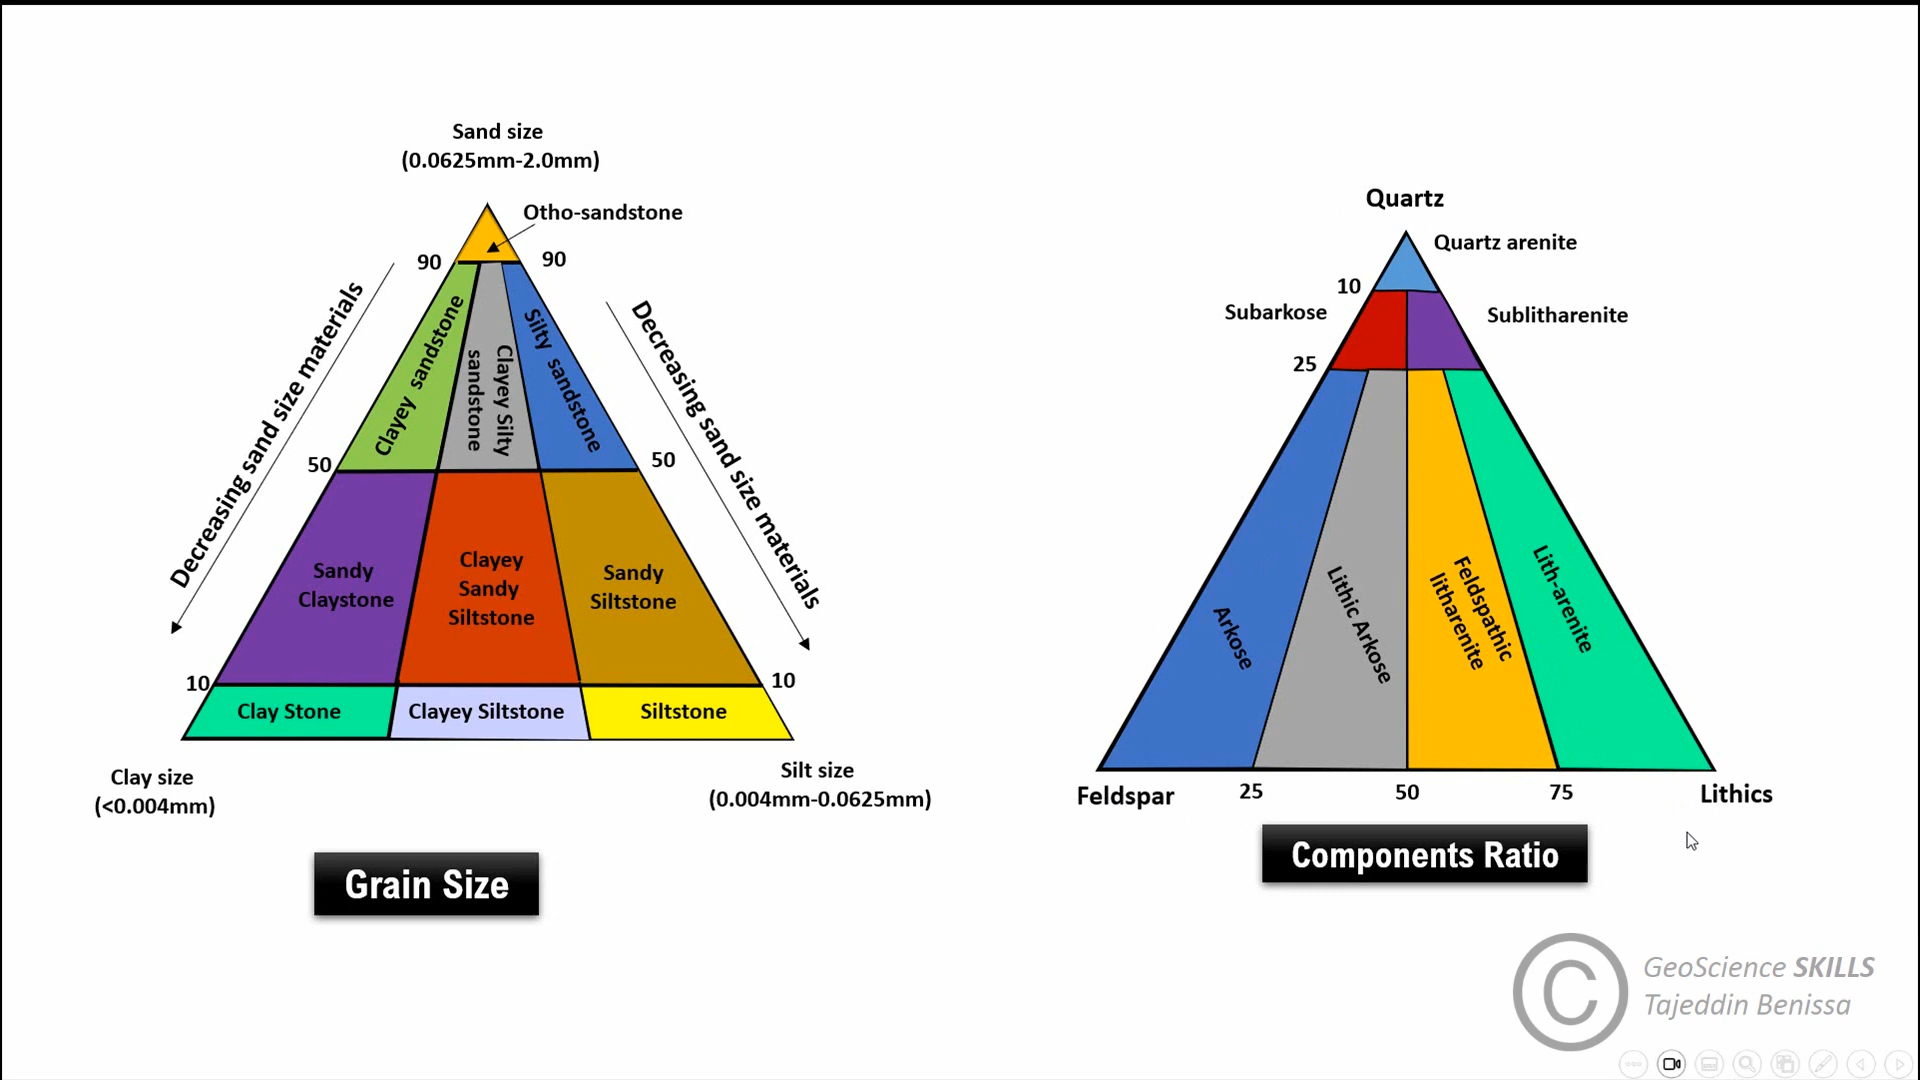 Sand size
(0.0625mm-2.0mm)
Otho-sandstone
90
90
Decreasing sand size materials
Decreasing sand size materials
Clayey sandstone
Clayey Silty
sandstone
Silty sandstone
50
50
Sandy
Claystone
Clayey
Sandy
Siltstone
Sandy
Siltstone
10
10
Clay Stone
Clayey Siltstone
Siltstone
Clay size
(<0.004mm)
Silt size
(0.004mm-0.0625mm)
Grain Size
Quartz
Quartz arenite
10
Subarkose
Sublitharenite
25
Arkose
Lithic Arkose
Feldspathic
litharenite
Lith-arenite
Feldspar
25
50
75
Lithics
Components Ratio
C
GeoScience SKILLS
Tajeddin Benissa